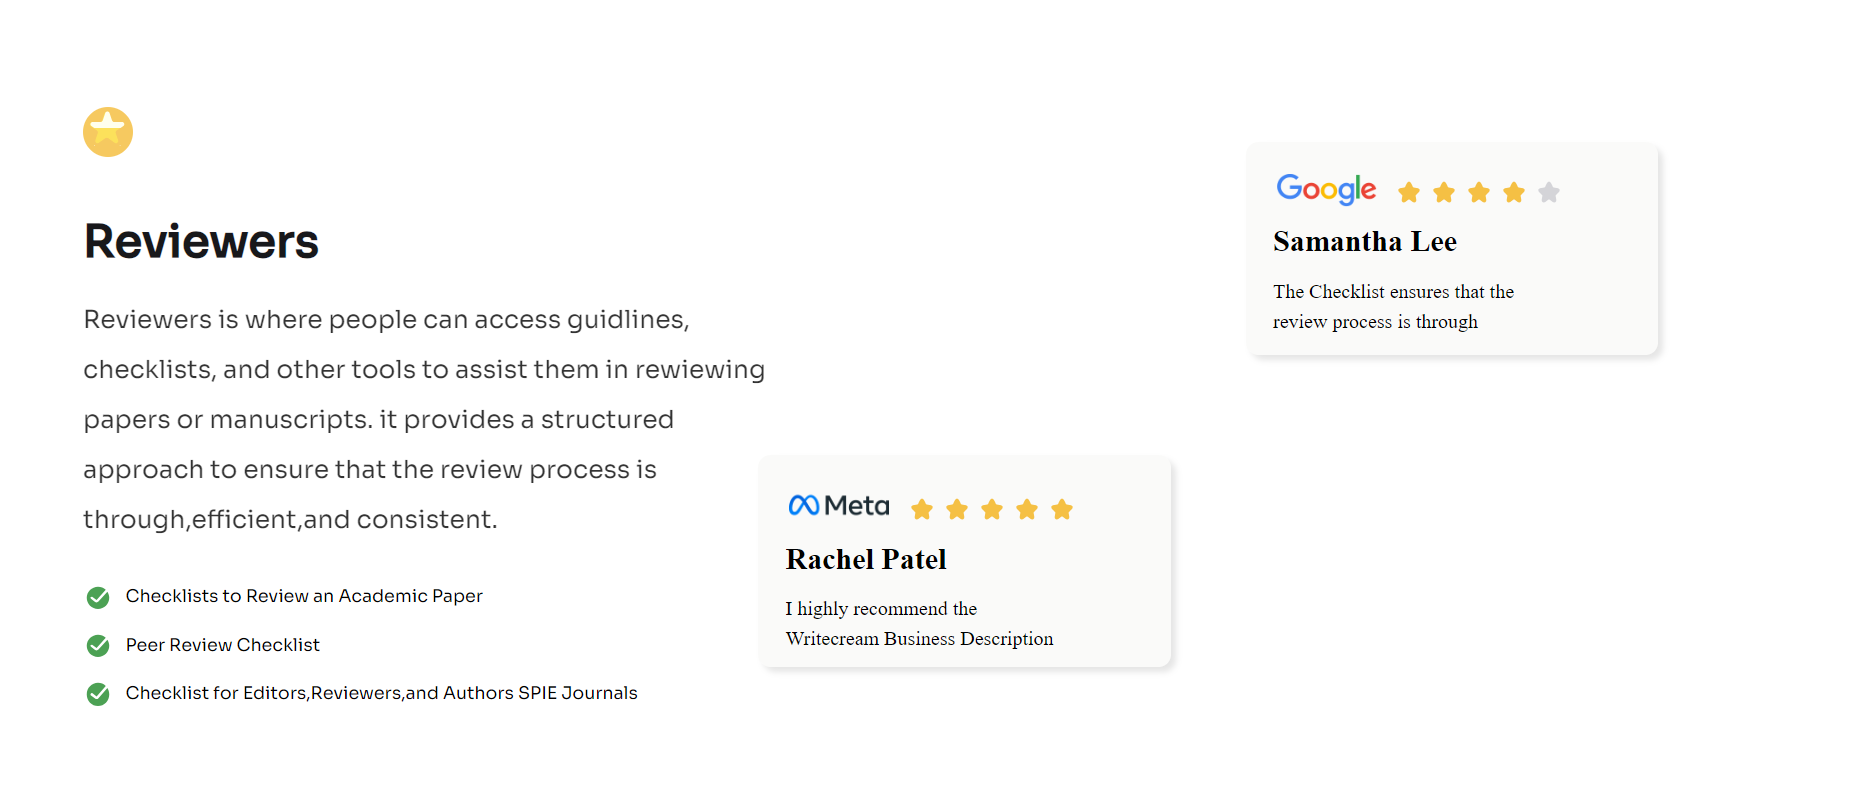 Reviewers
Reviewers is where people can access guidlines,
checklists, and other tools to assist them in rewiewing
papers or manuscripts. it provides a structured
approach to ensure that the review process is
through,efficient,and consistent.
Checklists to Review an Academic Paper
Peer Review Checklist
Checklist for Editors,Reviewers,and Authors SPIE Journals
Google
Samantha Lee
The Checklist ensures that the
review process is through
Meta
Rachel Patel
I highly recommend the
Writecream Business Description